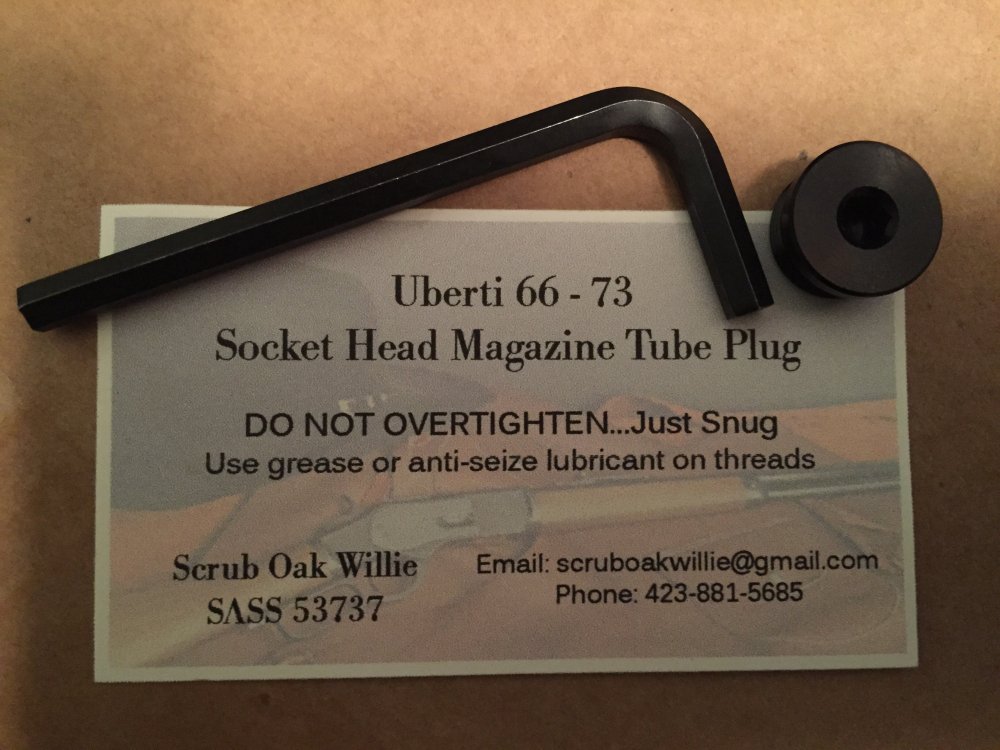 Uberti 66 - 73
Socket Head Magazine Tube Plug
DO NOT OVERTIGHTEN...Just Snug
Use grease or anti-seize lubricant on threads
Scrub Oak Willie
SASS 53737
Email: scruboakwillie@gmail.com
Phone: 423-881-5685